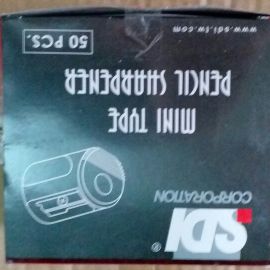 SDI®
CORPORATION
MINI TYPE
PENCIL SHARPENER
50 PCS.
www.sdi.tw.com